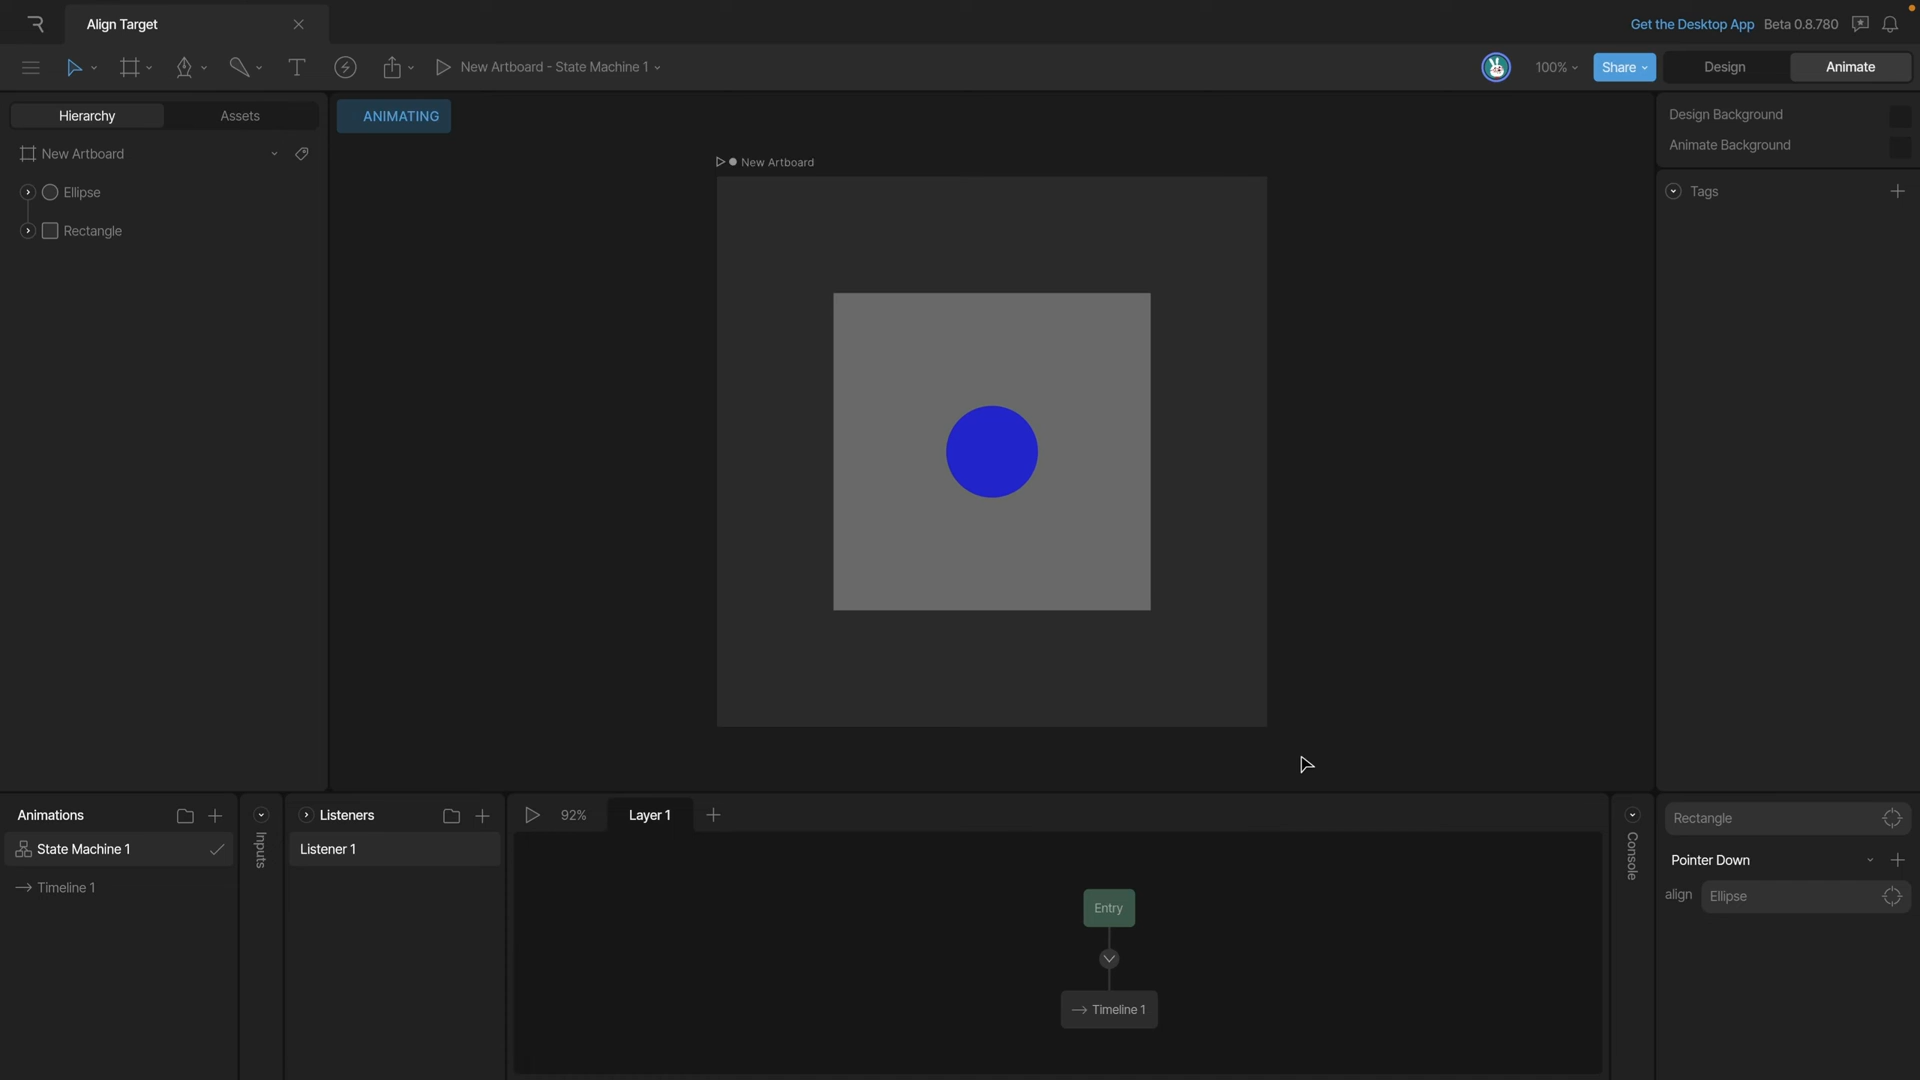 Align Target
Get the Desktop App
Beta 0.8.780
New Artboard - State Machine 1
100%
Share
Design
Animate
Hierarchy
Assets
New Artboard
Ellipse
Rectangle
ANIMATING
New Artboard
Design Background
Animate Background
Tags
Animations
State Machine 1
Timeline 1
Inputs
Listeners
Listener 1
92%
Layer 1
Entry
Timeline 1
Console
Rectangle
Pointer Down
align
Ellipse